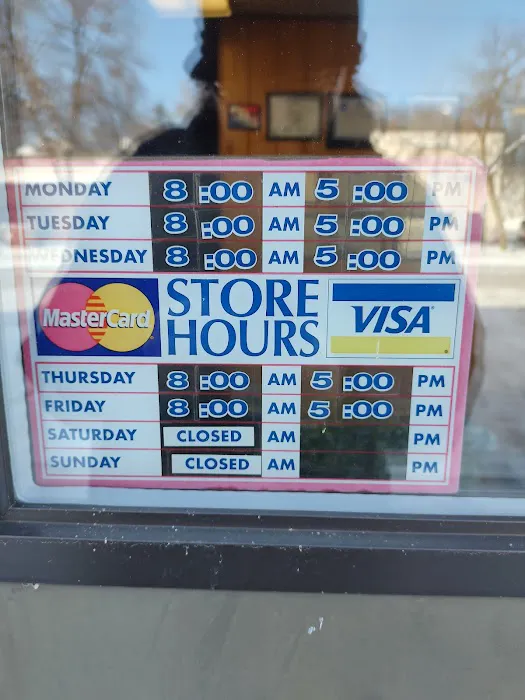 MONDAY 8:00 AM 5:00 PM
TUESDAY 8:00 AM 5:00 PM
WEDNESDAY 8:00 AM 5:00 PM
MasterCard STORE HOURS VISA
THURSDAY 8:00 AM 5:00 PM
FRIDAY 8:00 AM 5:00 PM
SATURDAY CLOSED AM PM
SUNDAY CLOSED AM PM